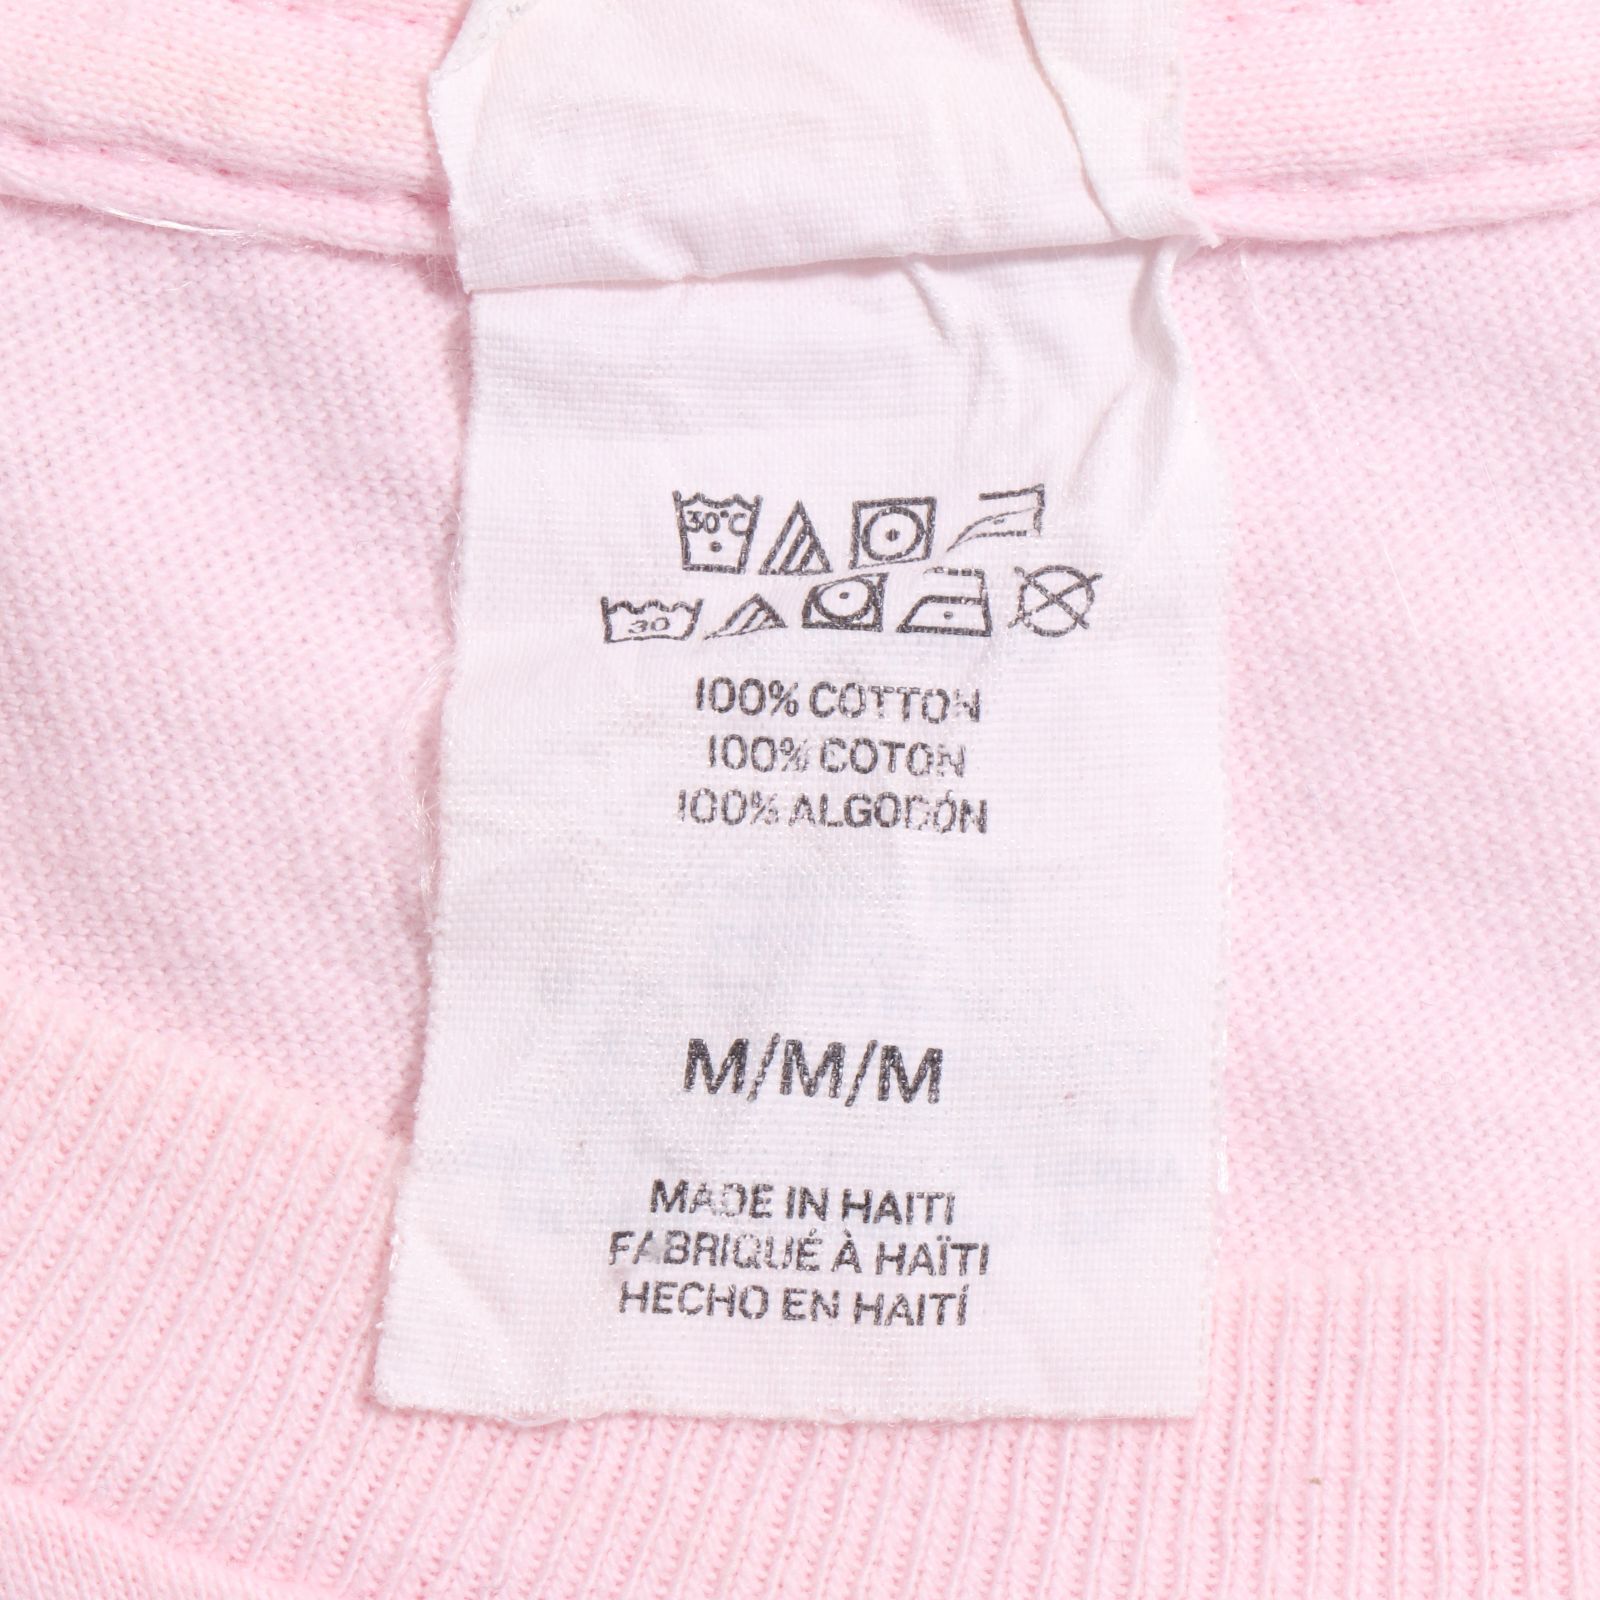 30°C
30
100% COTTON
100% COTON
100% ALGODÓN
M/M/M
MADE IN HAITI
FABRIQUÉ À HAÏTI
HECHO EN HAITÍ